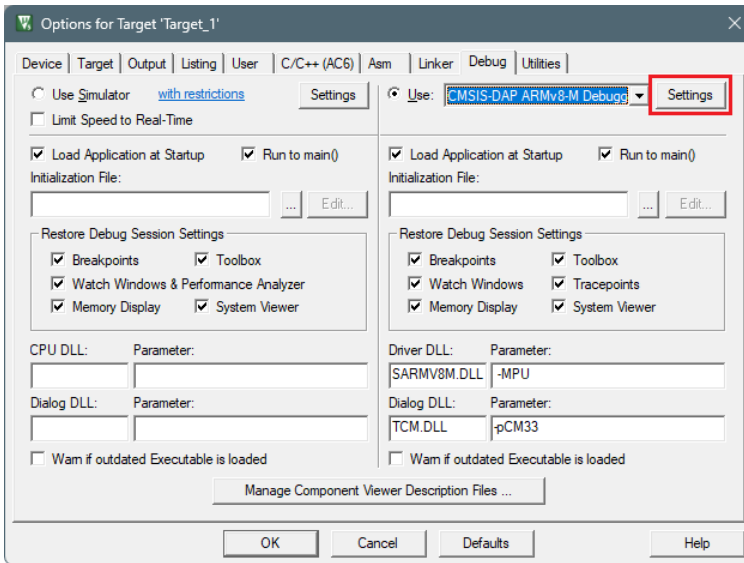 Options for Target 'Target_1'
Device Target Output Listing User C/C++ (AC6) Asm Linker Debug Utilities
Use Simulator with restrictions Settings
Limit Speed to Real-Time
Load Application at Startup Run to main()
Initialization File:
... Edit...
Restore Debug Session Settings
Breakpoints Toolbox
Watch Windows & Performance Analyzer
Memory Display System Viewer
CPU DLL: Parameter:
Dialog DLL: Parameter:
Warn if outdated Executable is loaded
Use: CMSIS-DAP ARMv8-M Debugg Settings
Load Application at Startup Run to main()
Initialization File:
... Edit...
Restore Debug Session Settings
Breakpoints Toolbox
Watch Windows Tracepoints
Memory Display System Viewer
Driver DLL: Parameter:
SARMV8M.DLL -MPU
Dialog DLL: Parameter:
TCM.DLL -pCM33
Warn if outdated Executable is loaded
Manage Component Viewer Description Files ...
OK Cancel Defaults Help